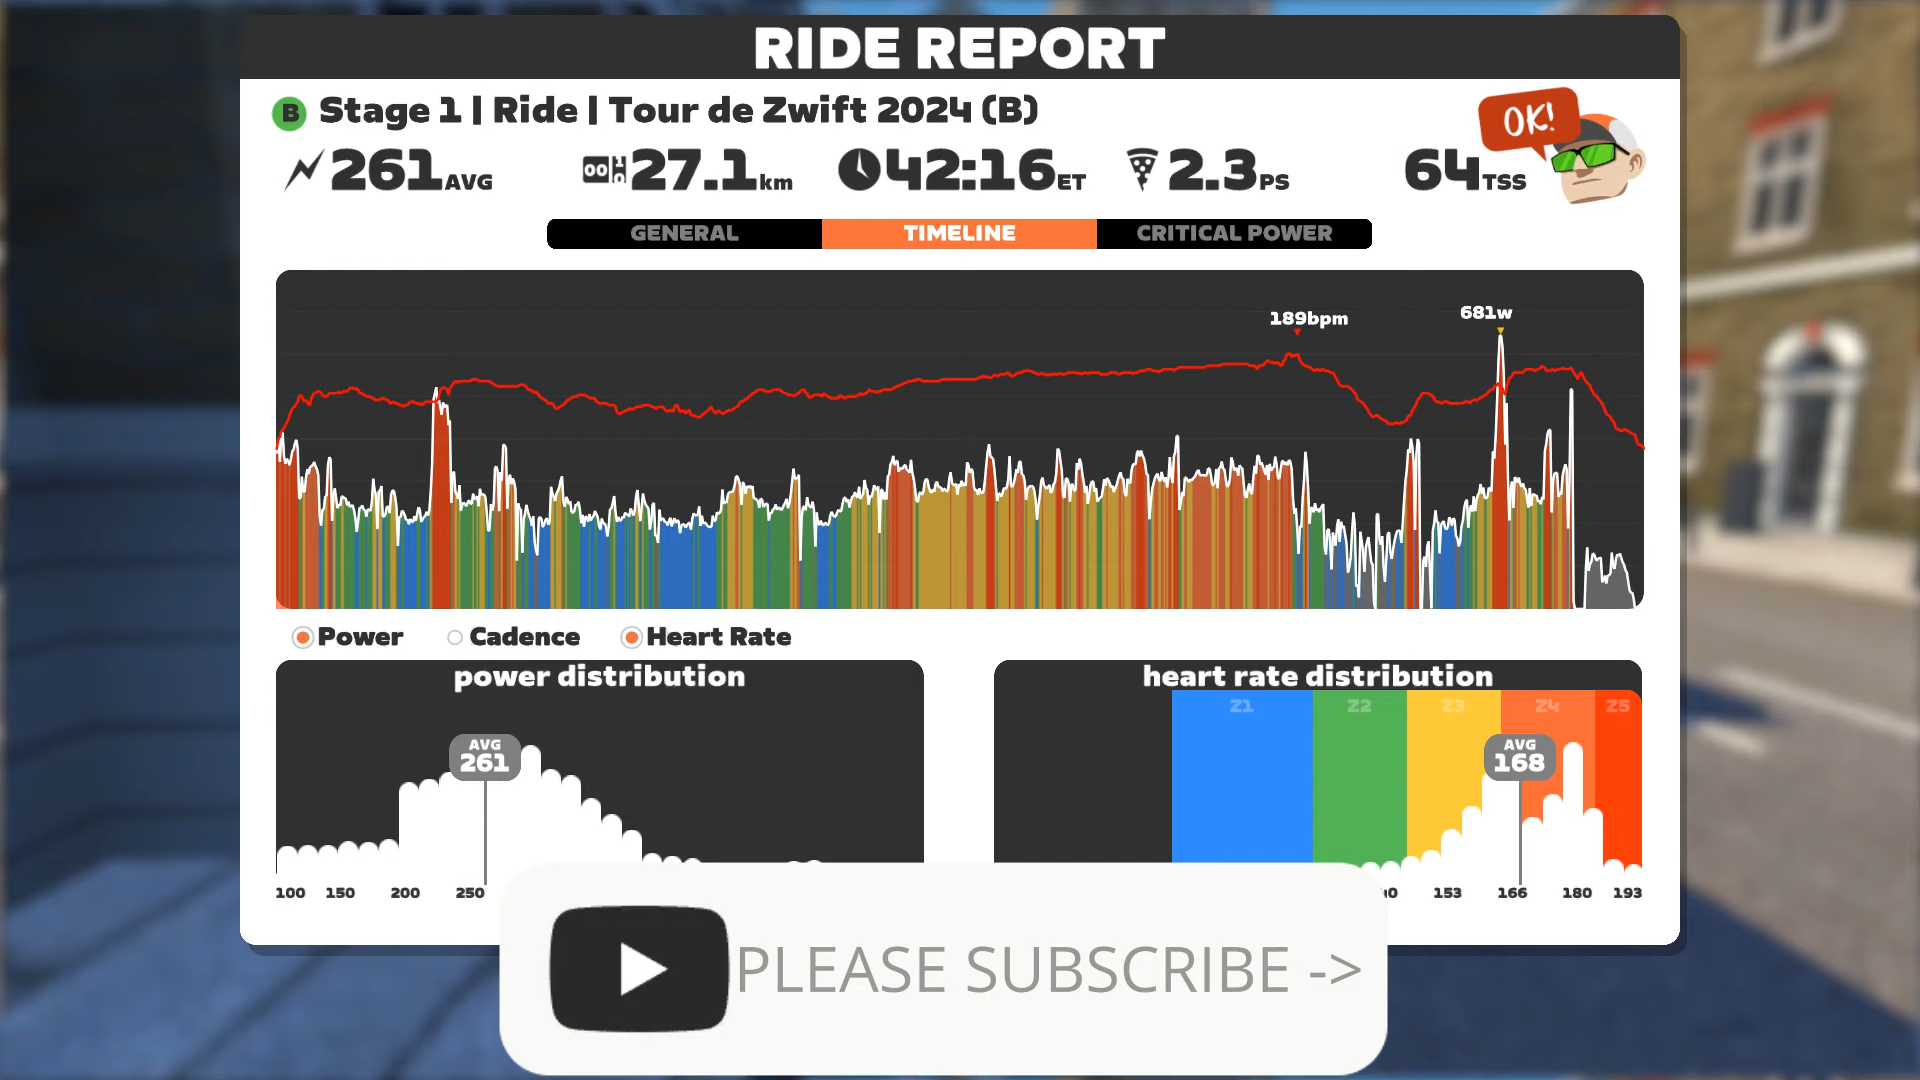 RIDE REPORT
B Stage 1 | Ride | Tour de Zwift 2024 (B)
OK!
261AVG 27.1km 42:16ET 2.3PS 64TSS
GENERAL TIMELINE CRITICAL POWER
189bpm 681w
Power Cadence Heart Rate
power distribution
AVG
261
100 150 200 250
heart rate distribution
Z1 Z2 Z3 Z4 Z5
AVG
168
153 166 180 193
PLEASE SUBSCRIBE ->